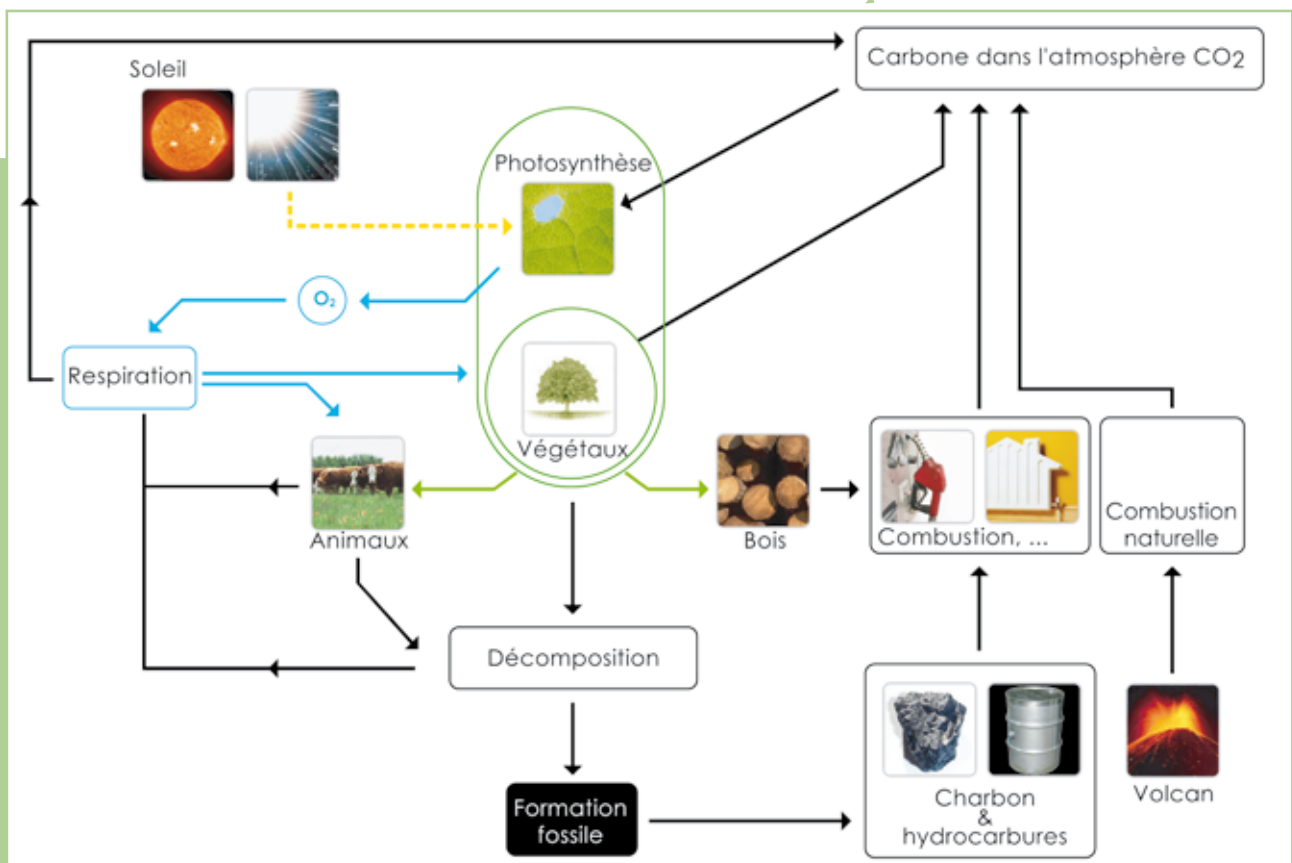 Carbone dans l'atmosphère CO2
Soleil
Photosynthèse
O2
Respiration
Végétaux
Animaux
Bois
Combustion, ...
Combustion
naturelle
Décomposition
Formation
fossile
Charbon
&
hydrocarbures
Volcan